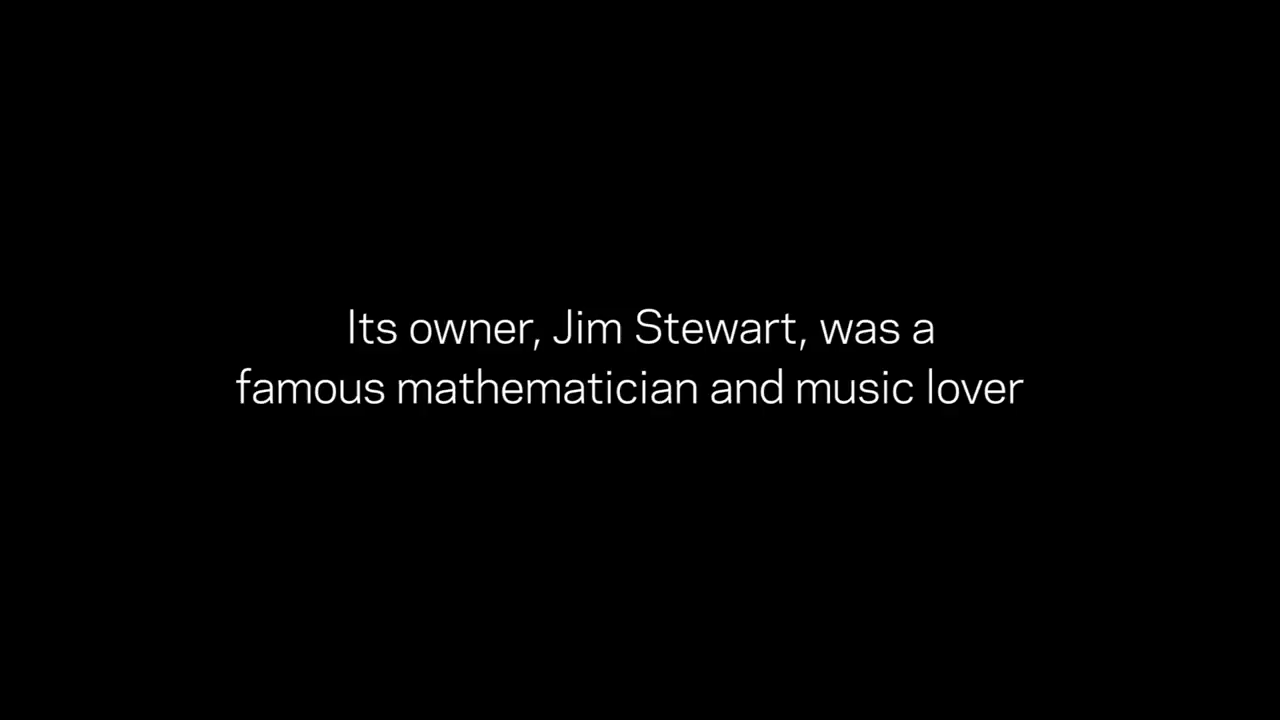 Its owner, Jim Stewart, was a
famous mathematician and music lover